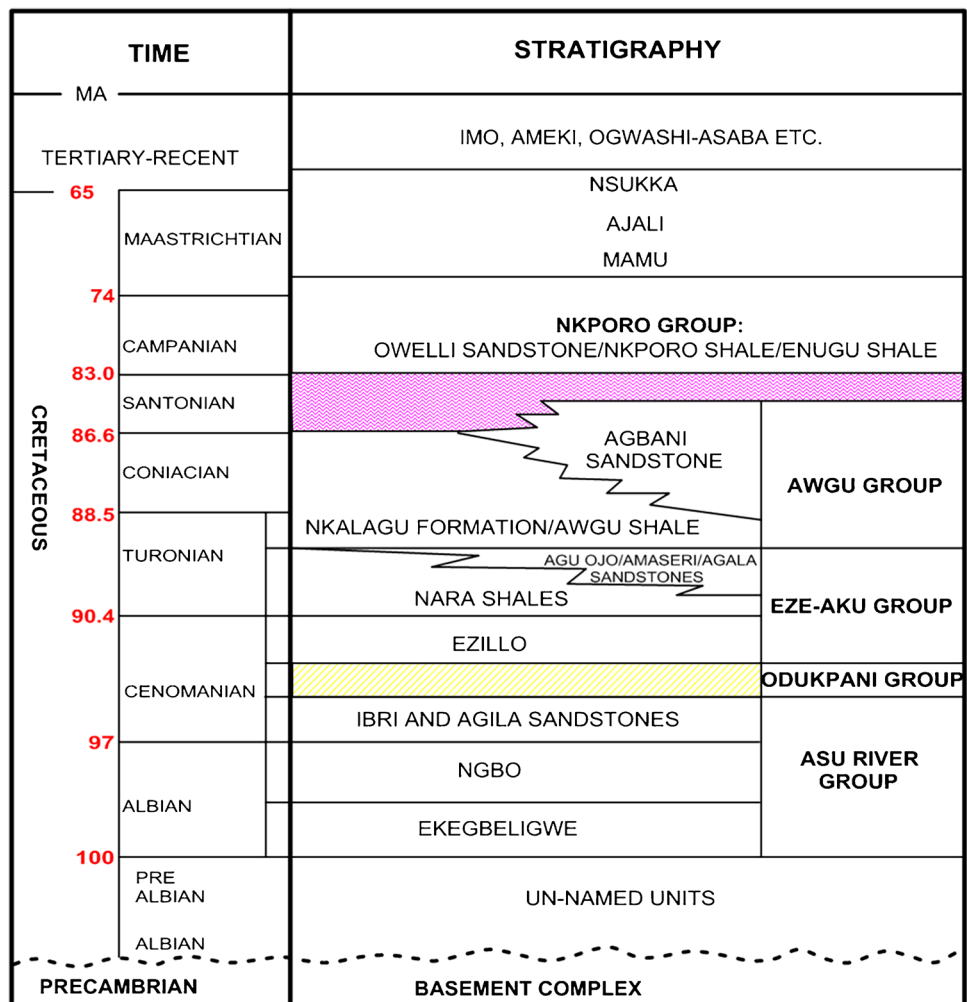 TIME
STRATIGRAPHY
MA
IMO, AMEKI, OGWASHI-ASABA ETC.
TERTIARY-RECENT
65
NSUKKA
AJALI
MAASTRICHTIAN
MAMU
74
NKPORO GROUP:
CAMPANIAN
OWELLI SANDSTONE/NKPORO SHALE/ENUGU SHALE
83.0
SANTONIAN
CRETACEOUS
86.6
AGBANI
SANDSTONE
CONIACIAN
AWGU GROUP
88.5
NKALAGU FORMATION/AWGU SHALE
TURONIAN
AGU OJO/AMASERI/AGALA
SANDSTONES
NARA SHALES
EZE-AKU GROUP
90.4
EZILLO
ODUKPANI GROUP
CENOMANIAN
IBRI AND AGILA SANDSTONES
97
NGBO
ASU RIVER
GROUP
ALBIAN
EKEGBELIGWE
100
PRE
ALBIAN
UN-NAMED UNITS
ALBIAN
PRECAMBRIAN
BASEMENT COMPLEX